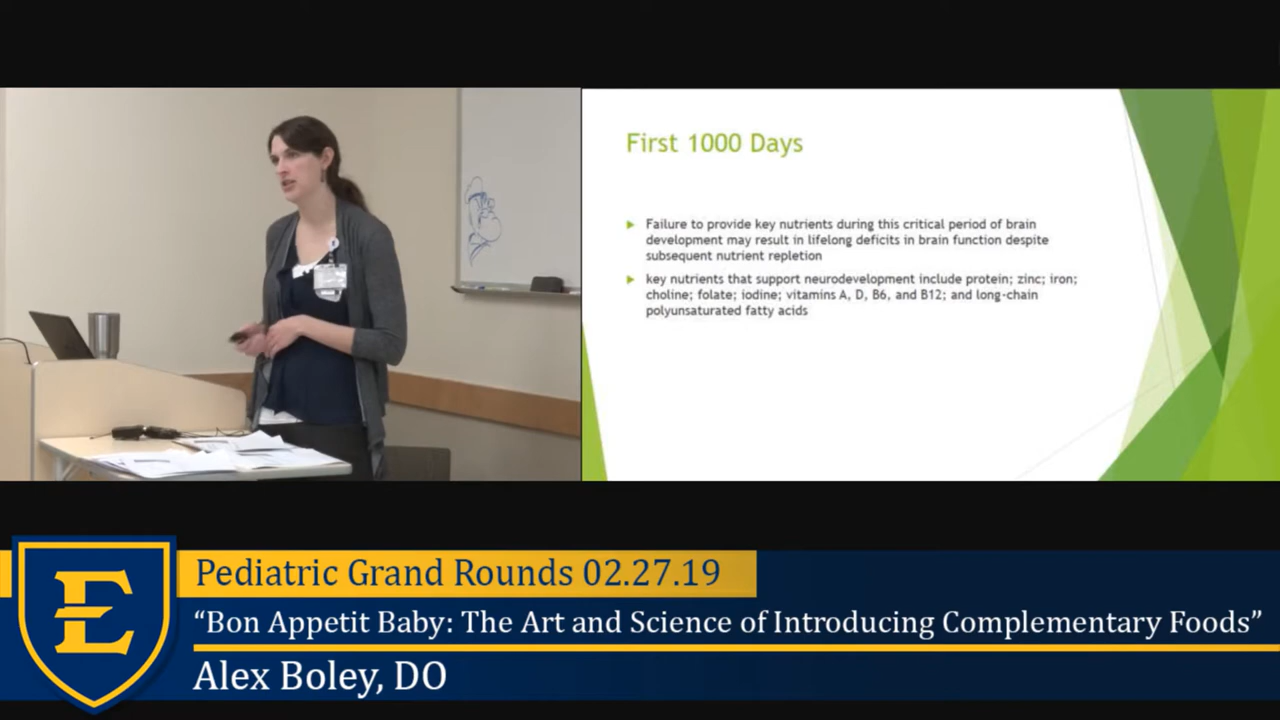 First 1000 Days
Failure to provide key nutrients during this critical period of brain
development may result in lifelong deficits in brain function despite
subsequent nutrient repletion
key nutrients that support neurodevelopment include protein; zinc; iron;
choline; folate; iodine; vitamins A, D, B6, and B12; and long-chain
polyunsaturated fatty acids
E
Pediatric Grand Rounds 02.27.19
“Bon Appetit Baby: The Art and Science of Introducing Complementary Foods”
Alex Boley, DO